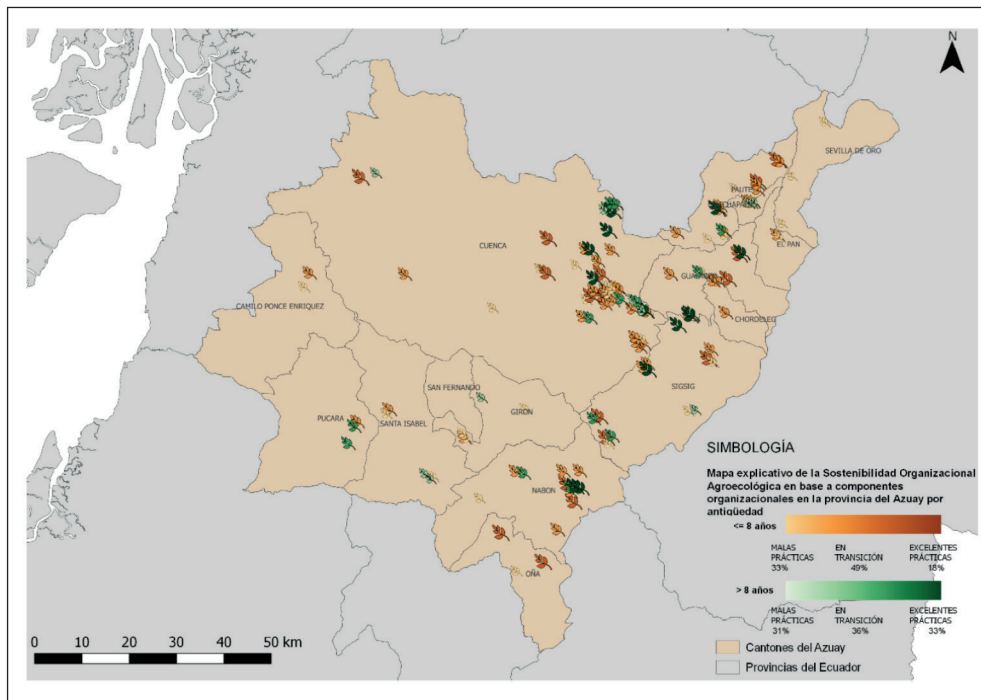 N
SEVILLA DE ORO
PAUTE
GUACHAPALA
EL PAN
CUENCA
GUALACEO
CAMILO PONCE ENRIQUEZ
CHORDELEG
SAN FERNANDO
SIGSIG
PUCARA
SANTA ISABEL
GIRON
NABON
OÑA
SIMBOLOGÍA
Mapa explicativo de la Sostenibilidad Organizacional
Agroecológica en base a componentes
organizacionales en la provincia del Azuay por
antigüedad
<= 8 años
MALAS EN EXCELENTES
PRÁCTICAS TRANSICIÓN PRÁCTICAS
33% 49% 18%
> 8 años
MALAS EN EXCELENTES
PRÁCTICAS TRANSICIÓN PRÁCTICAS
31% 36% 33%
Cantones del Azuay
Provincias del Ecuador
0 10 20 30 40 50 km